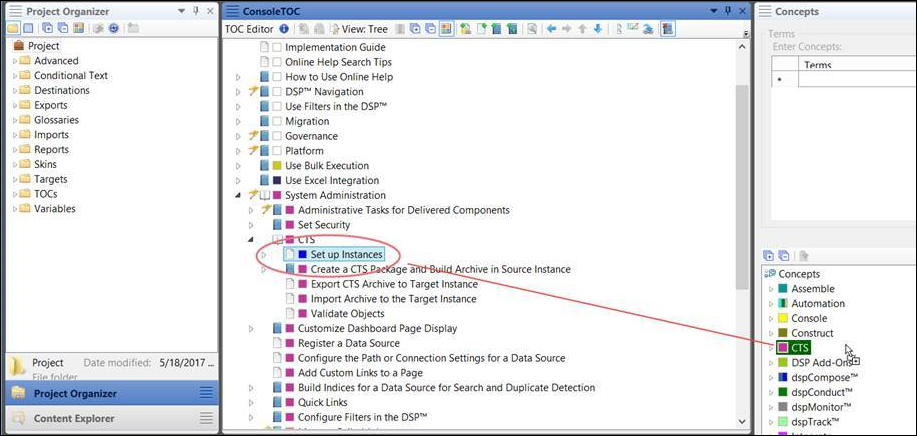 Project Organizer
Project
Advanced
Conditional Text
Destinations
Exports
Glossaries
Imports
Reports
Skins
Targets
TOCs
Variables
Project Date modified: 5/18/2017 ...
File folder
Project Organizer
Content Explorer
ConsoleTOC
TOC Editor View: Tree
Implementation Guide
Online Help Search Tips
How to Use Online Help
DSP™ Navigation
Use Filters in the DSP™
Migration
Governance
Platform
Use Bulk Execution
Use Excel Integration
System Administration
Administrative Tasks for Delivered Components
Set Security
CTS
Set up Instances
Create a CTS Package and Build Archive in Source Instance
Export CTS Archive to Target Instance
Import Archive to the Target Instance
Validate Objects
Customize Dashboard Page Display
Register a Data Source
Configure the Path or Connection Settings for a Data Source
Add Custom Links to a Page
Build Indices for a Data Source for Search and Duplicate Detection
Quick Links
Configure Filters in the DSP™
Concepts
Terms
Enter Concepts:
Terms
Concepts
Assemble
Automation
Console
Construct
CTS
DSP Add-Ons
dspCompose™
dspConduct™
dspMonitor™
dspTrack™